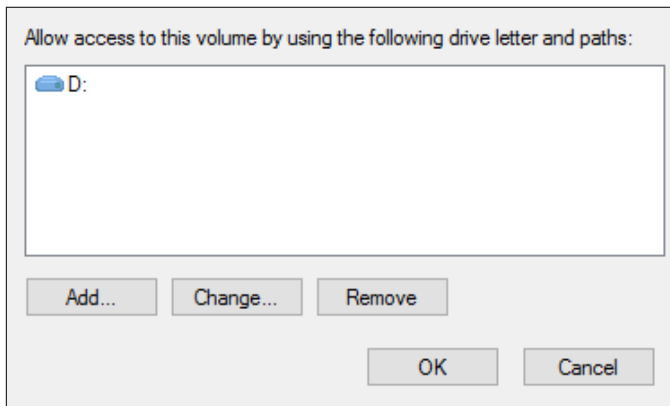 Allow access to this volume by using the following drive letter and paths:
D:
Add...
Change...
Remove
OK
Cancel